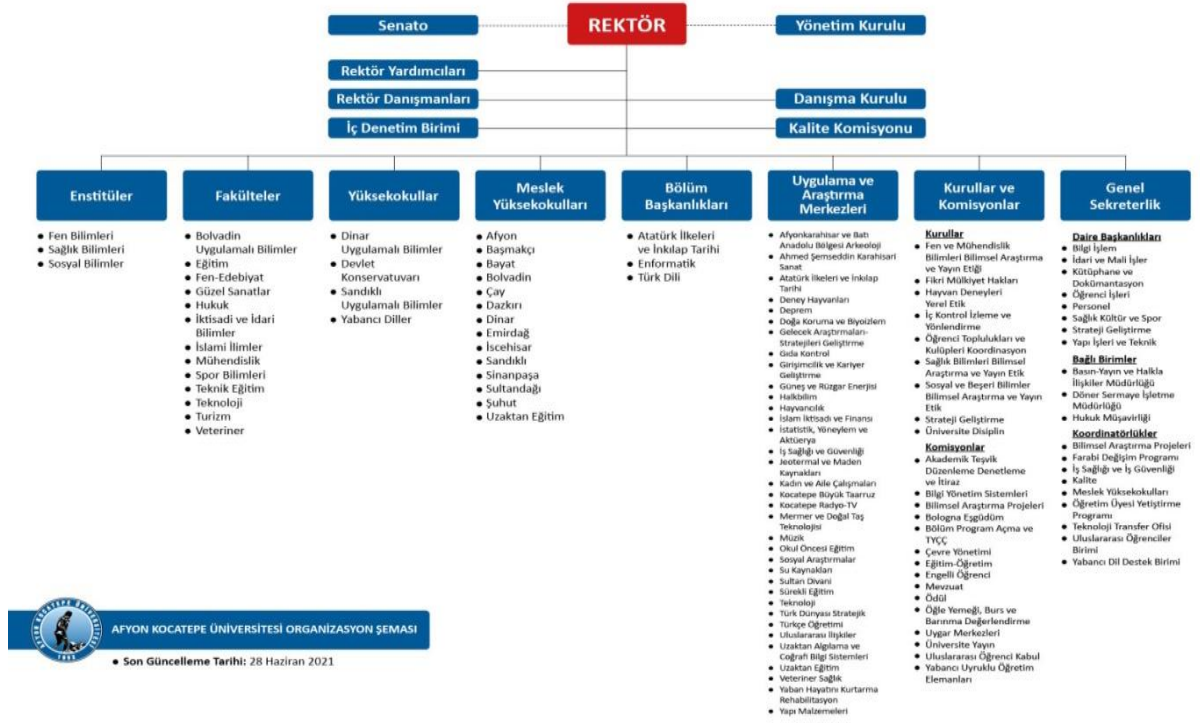 Senato
REKTÖR
Yönetim Kurulu
Rektör Yardımcıları
Rektör Danışmanları
Danışma Kurulu
İç Denetim Birimi
Kalite Komisyonu
Enstitüler
• Fen Bilimleri
• Sağlık Bilimleri
• Sosyal Bilimler
Fakülteler
• Bolvadin
Uygulamalı Bilimler
• Eğitim
• Fen-Edebiyat
• Güzel Sanatlar
• Hukuk
• İktisadi ve İdari
Bilimler
• İslami İlimler
• Mühendislik
• Spor Bilimleri
• Teknik Eğitim
• Teknoloji
• Turizm
• Veteriner
Yüksekokullar
• Dinar
Uygulamalı Bilimler
• Devlet
Konservatuvarı
• Sandıklı
Uygulamalı Bilimler
• Yabancı Diller
Meslek
Yüksekokulları
• Afyon
• Başmakçı
• Bayat
• Bolvadin
• Çay
• Dazkırı
• Dinar
• Emirdağ
• İscehisar
• Sandıklı
• Sinanpaşa
• Sultandağı
• Şuhut
• Uzaktan Eğitim
Bölüm
Başkanlıkları
• Atatürk İlkeleri
ve İnkılap Tarihi
• Enformatik
• Türk Dili
Uygulama ve
Araştırma
Merkezleri
• Afyonkarahisar ve Batı
Anadolu Bölgesi Arkeoloji
• Ahmed Şemseddin Karahisari
Sanat
• Atatürk İlkeleri ve İnkılap
Tarihi
• Deney Hayvanları
• Deprem
• Doğa Koruma ve Biyoizlem
• Gelecek Araştırmaları-
Stratejileri Geliştirme
• Gıda Kontrol
• Girişimcilik ve Kariyer
Geliştirme
• Güneş ve Rüzgar Enerjisi
• Halkbilim
• Hayvancılık
• İslam İktisadı ve Finansı
• İstatistik, Yöneylem ve
Aktüerya
• İş Sağlığı ve Güvenliği
• Jeotermal ve Maden
Kaynakları
• Kadın ve Aile Çalışmaları
• Kocatepe Büyük Taarruz
• Kocatepe Radyo-TV
• Mermer ve Doğal Taş
Teknolojisi
• Müzik
• Okul Öncesi Eğitim
• Sosyal Araştırmalar
• Su Kaynakları
• Sultan Divani
• Sürekli Eğitim
• Teknoloji
• Türk Dünyası Stratejik
• Türkçe Öğretimi
• Uluslararası İlişkiler
• Uzaktan Algılama ve
Coğrafi Bilgi Sistemleri
• Uzaktan Eğitim
• Veteriner Sağlık
• Yaban Hayatını Kurtarma
Rehabilitasyon
• Yapı Malzemeleri
Kurullar ve
Komisyonlar
Kurullar
• Fen ve Mühendislik
Bilimleri Bilimsel Araştırma
ve Yayın Etiği
• Fikri Mülkiyet Hakları
• Hayvan Deneyleri
Yerel Etik
• İç Kontrol İzleme ve
Yönlendirme
• Öğrenci Toplulukları ve
Kulüpleri Koordinasyon
• Sağlık Bilimleri Bilimsel
Araştırma ve Yayın Etik
• Sosyal ve Beşeri Bilimler
Bilimsel Araştırma ve Yayın
Etik
• Strateji Geliştirme
• Üniversite Disiplin
Komisyonlar
• Akademik Teşvik
Düzenleme Denetleme
ve İtiraz
• Bilgi Yönetim Sistemleri
• Bilimsel Araştırma Projeleri
• Bologna Eşgüdüm
• Bölüm Program Açma ve
TYÇÇ
• Çevre Yönetimi
• Eğitim-Öğretim
• Engelli Öğrenci
• Mevzuat
• Ödül
• Öğle Yemeği, Burs ve
Barınma Değerlendirme
• Uygar Merkezleri
• Üniversite Yayın
• Uluslararası Öğrenci Kabul
• Yabancı Uyruklu Öğretim
Elemanları
Genel
Sekreterlik
Daire Başkanlıkları
• Bilgi İşlem
• İdari ve Mali İşler
• Kütüphane ve
Dokümantasyon
• Öğrenci İşleri
• Personel
• Sağlık Kültür ve Spor
• Strateji Geliştirme
• Yapı İşleri ve Teknik
Bağlı Birimler
• Basın-Yayın ve Halkla
İlişkiler Müdürlüğü
• Döner Sermaye İşletme
Müdürlüğü
• Hukuk Müşavirliği
Koordinatörlükler
• Bilimsel Araştırma Projeleri
• Farabi Değişim Programı
• İş Sağlığı ve İş Güvenliği
• Kalite
• Meslek Yüksekokulları
• Öğretim Üyesi Yetiştirme
Programı
• Teknoloji Transfer Ofisi
• Uluslararası Öğrenciler
Birimi
• Yabancı Dil Destek Birimi
AFYON KOCATEPE ÜNİVERSİTESİ
1992
AFYON KOCATEPE ÜNİVERSİTESİ ORGANİZASYON ŞEMASI
• Son Güncelleme Tarihi: 28 Haziran 2021